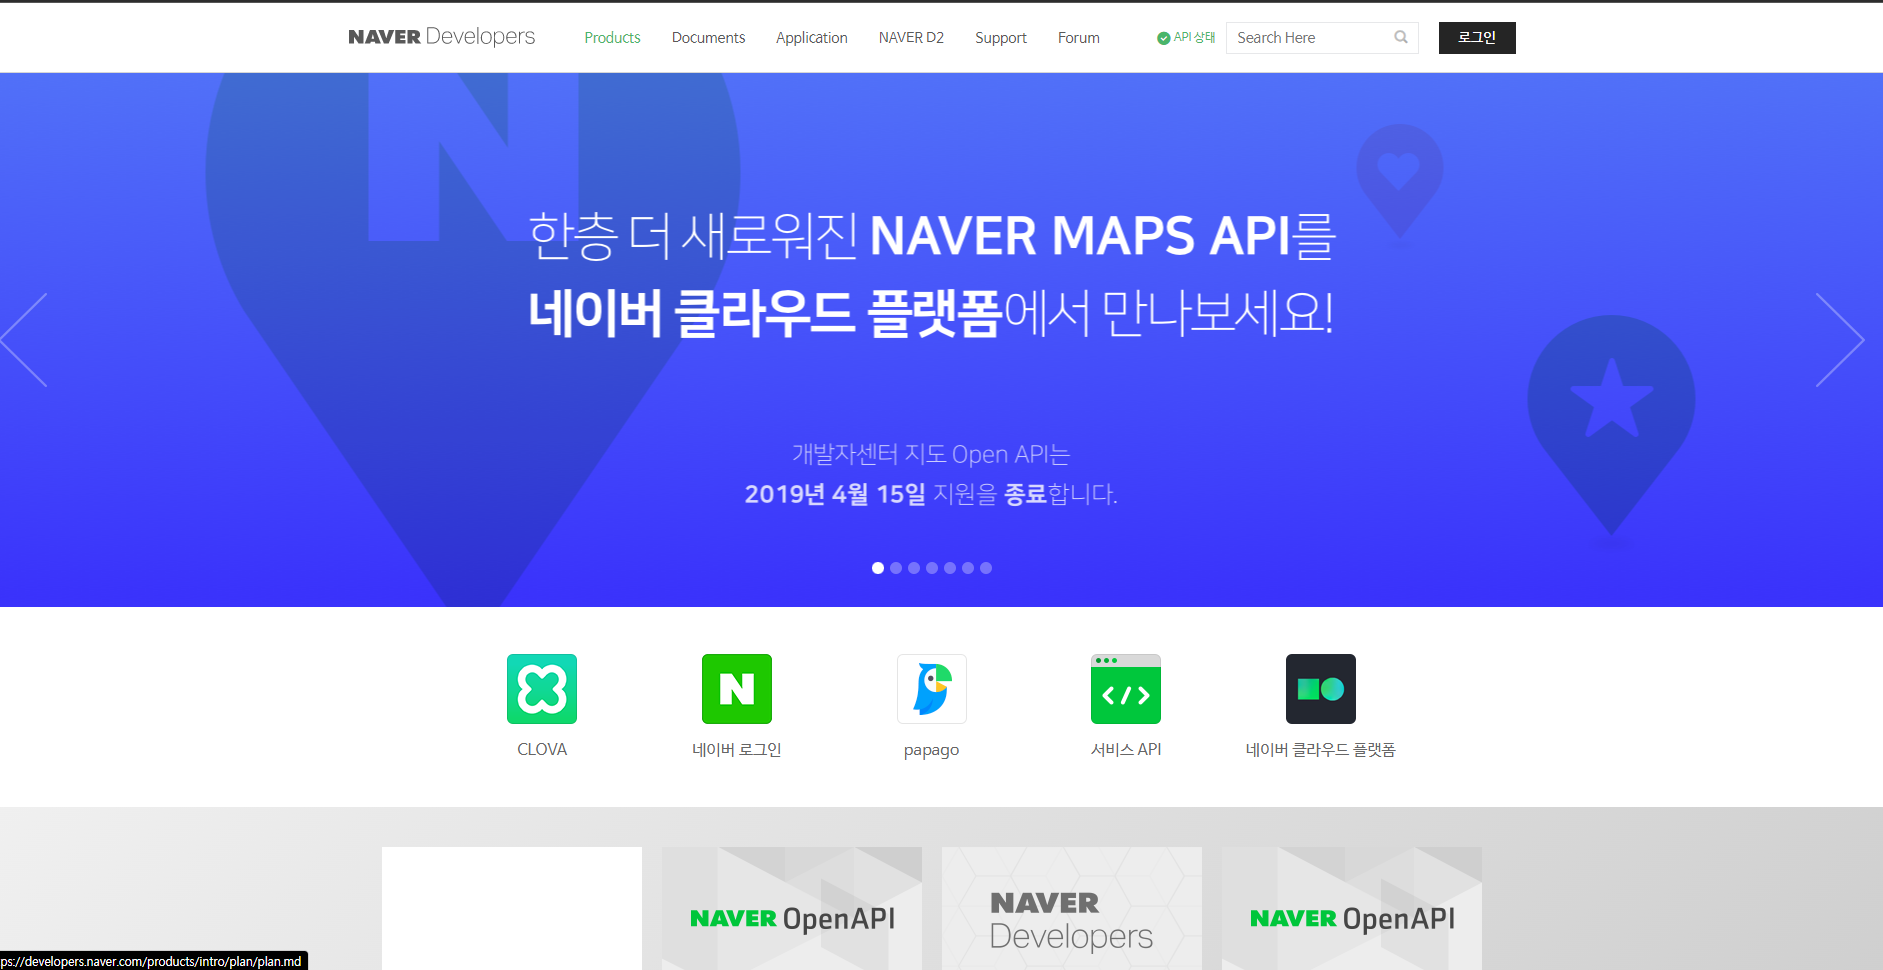 NAVER Developers
Products
Documents
Application
NAVER D2
Support
Forum
API 상태
Search Here
로그인
한층 더 새로워진 NAVER MAPS API를
네이버 클라우드 플랫폼에서 만나보세요!
개발자센터 지도 Open API는
2019년 4월 15일 지원을 종료합니다.
CLOVA
네이버 로그인
papago
서비스 API
네이버 클라우드 플랫폼
NAVER OpenAPI
NAVER
Developers
NAVER OpenAPI
ps://developers.naver.com/products/intro/plan/plan.md